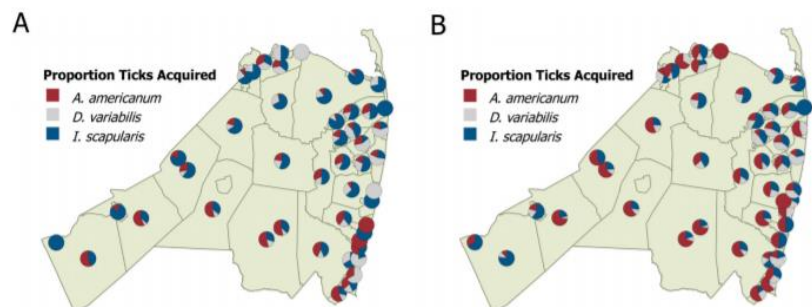 A
Proportion Ticks Acquired
A. americanum
D. variabilis
I. scapularis
B
Proportion Ticks Acquired
A. americanum
D. variabilis
I. scapularis